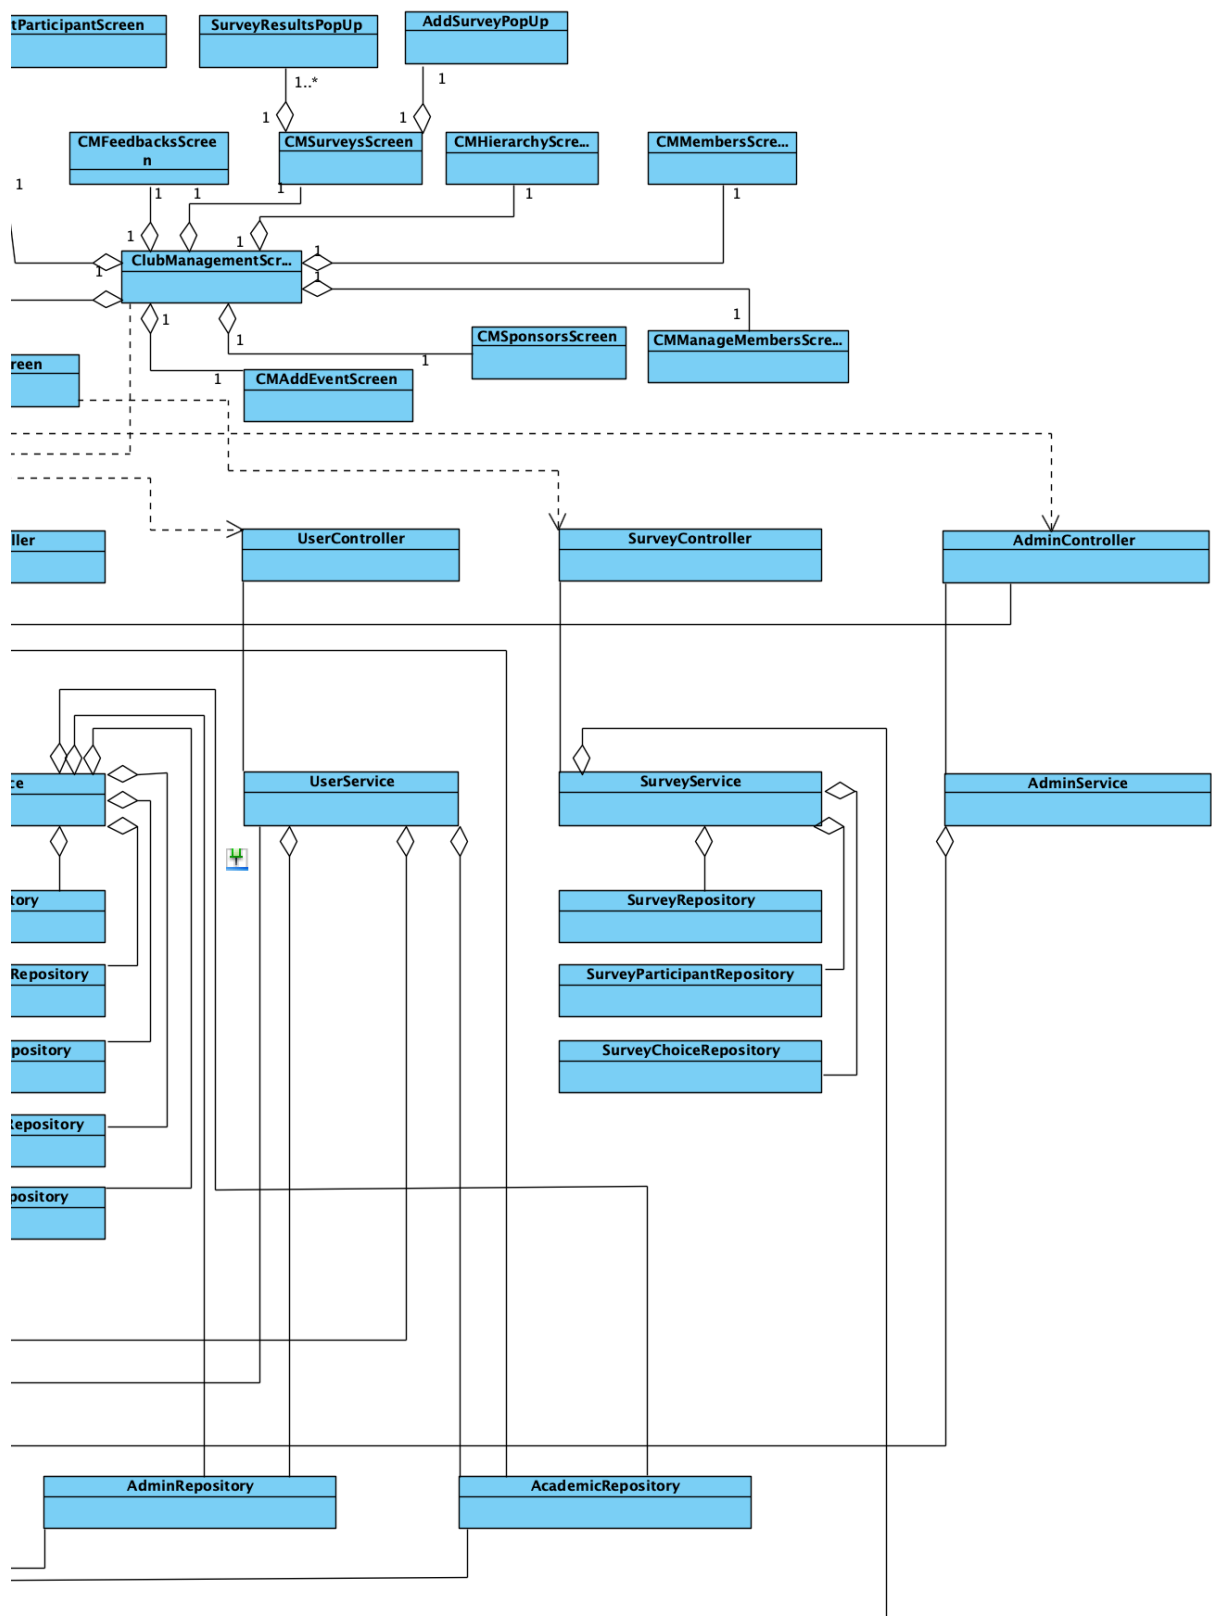 tParticipantScreen
SurveyResultsPopUp
AddSurveyPopUp
1..*
1
1
1
CMFeedbacksScree
n
CMSurveysScreen
CMHierarchyScre...
CMMembersScre...
1
1
1
1
1
1
1
1
1
1
ClubManagementScr...
1
1
1
1
1
CMSponsorsScreen
CMManageMembersScre...
1
reen
1
CMAddEventScreen
ller
UserController
SurveyController
AdminController
ce
UserService
SurveyService
AdminService
tory
SurveyRepository
Repository
SurveyParticipantRepository
pository
SurveyChoiceRepository
Repository
pository
AdminRepository
AcademicRepository